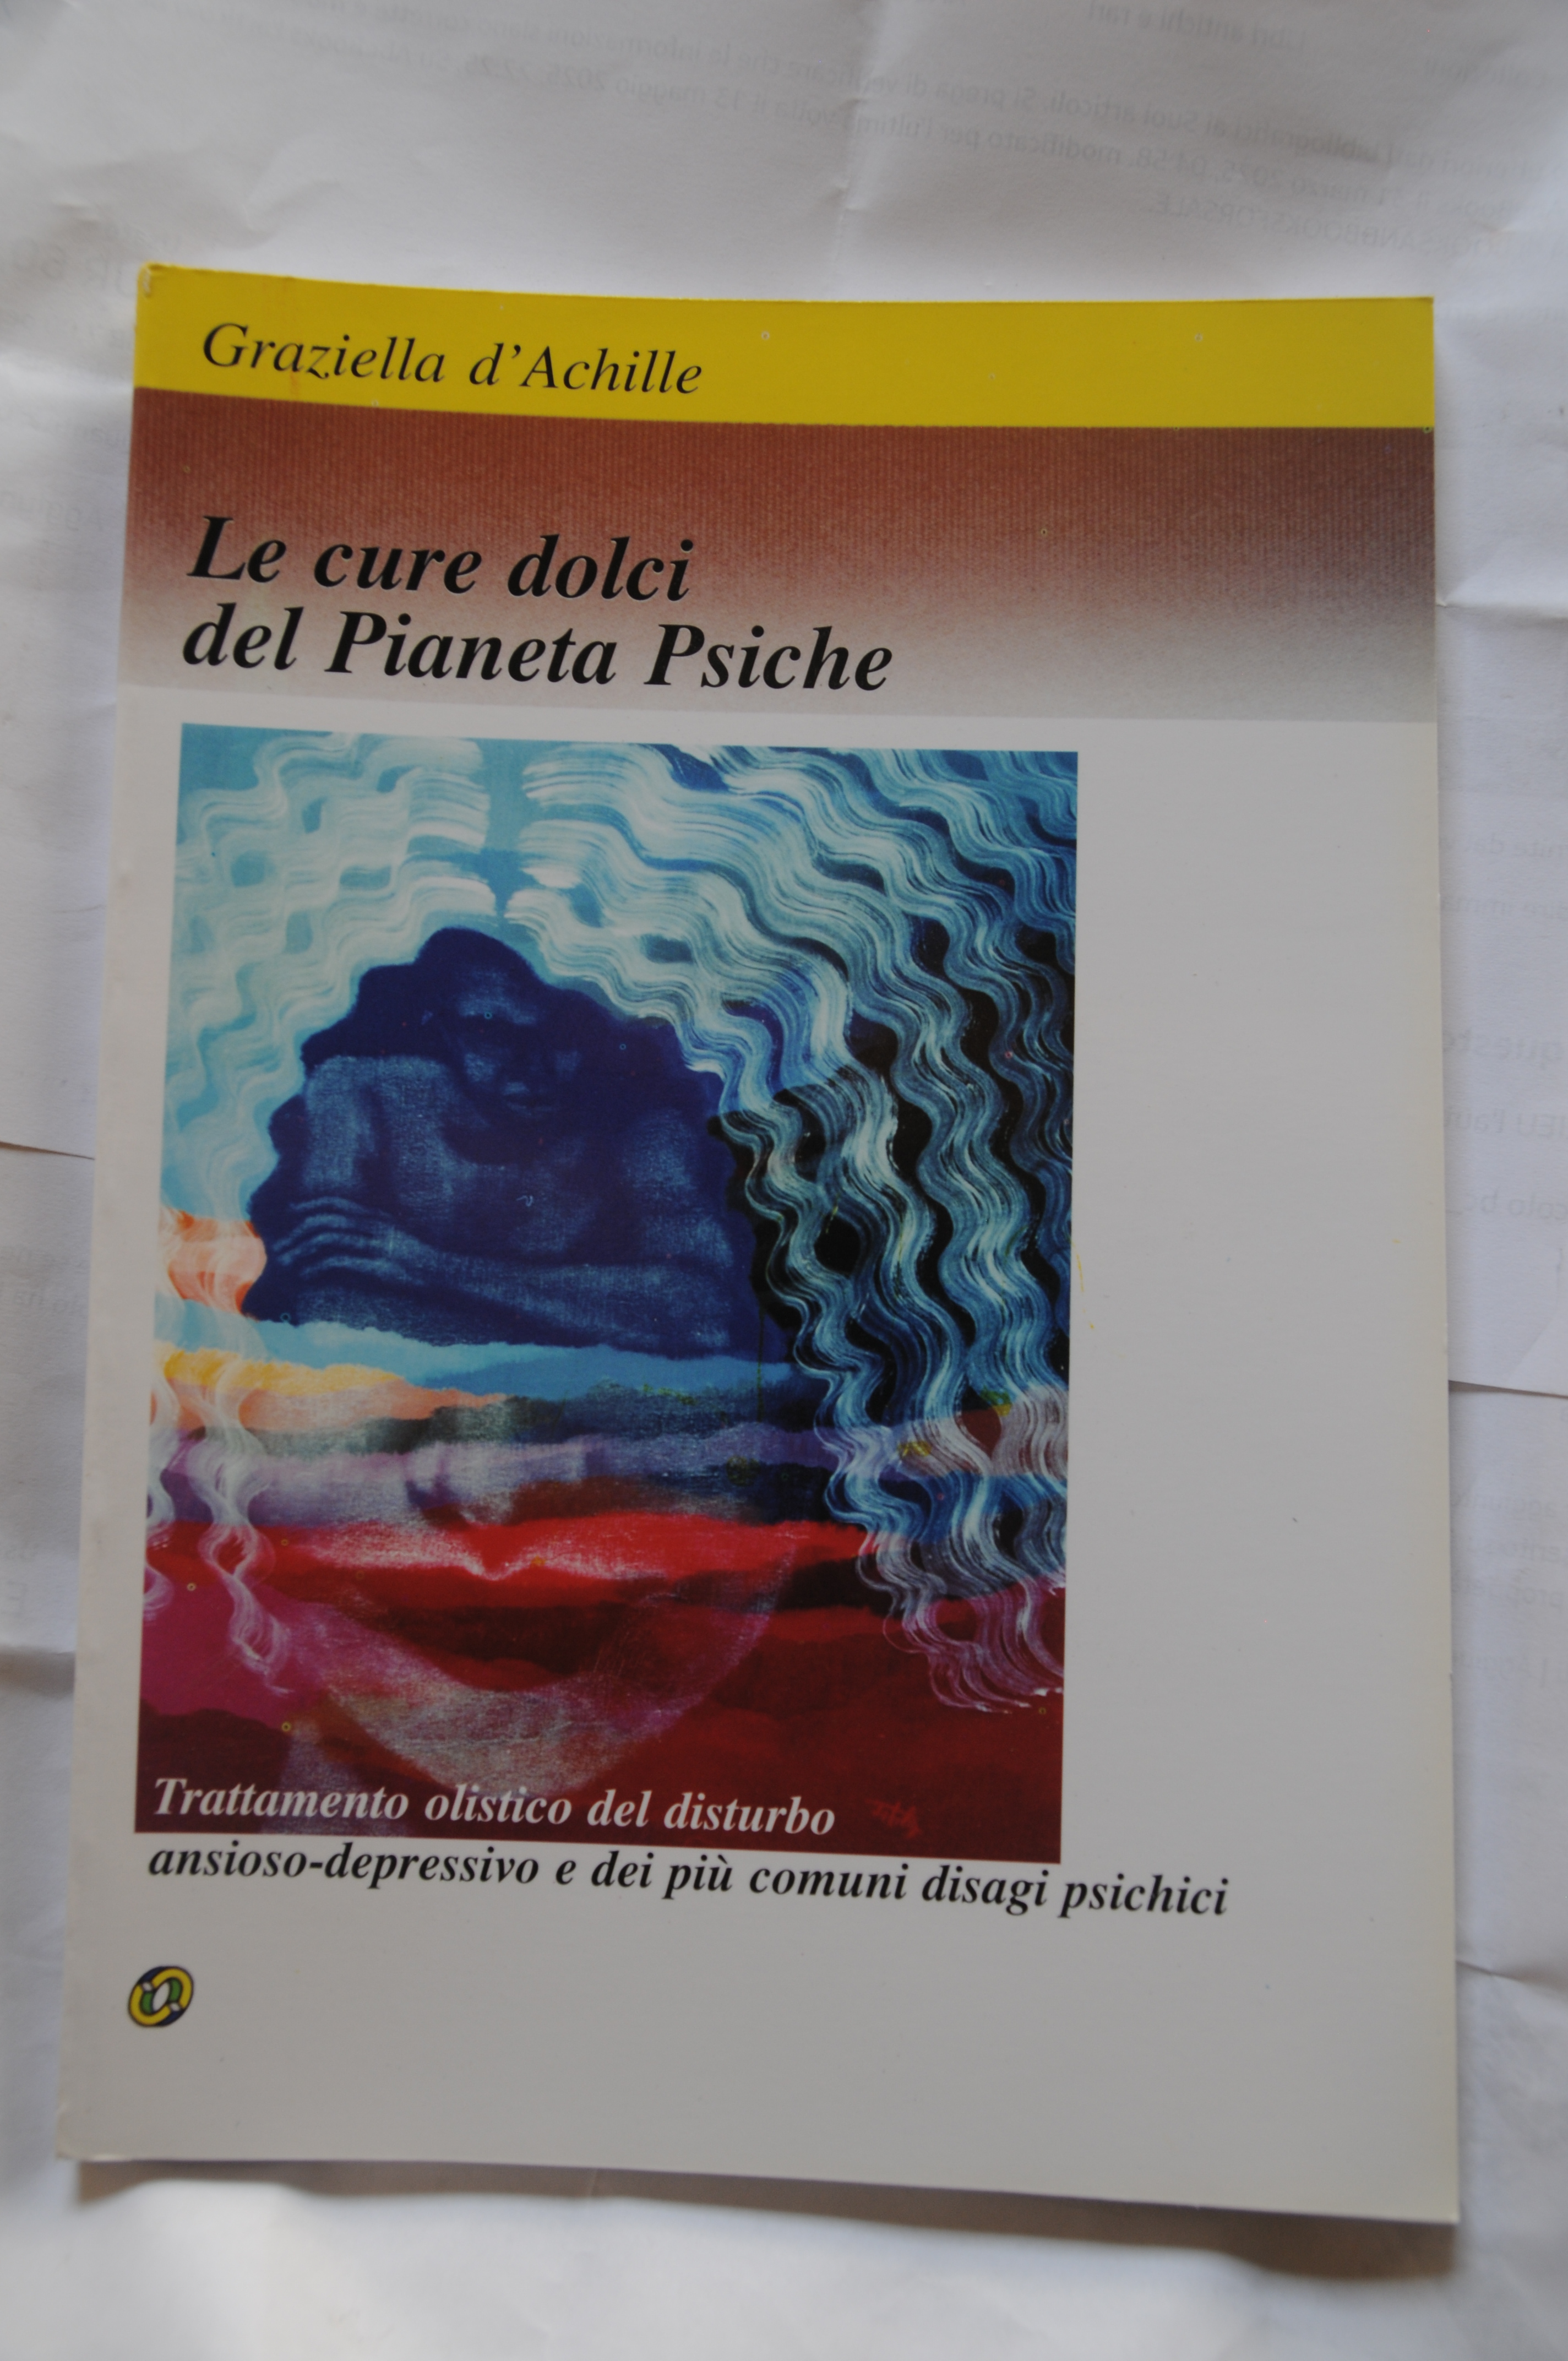 Graziella d'Achille
Le cure dolci
del Pianeta Psiche
Trattamento olistico del disturbo
ansioso-depressivo e dei più comuni disagi psichici